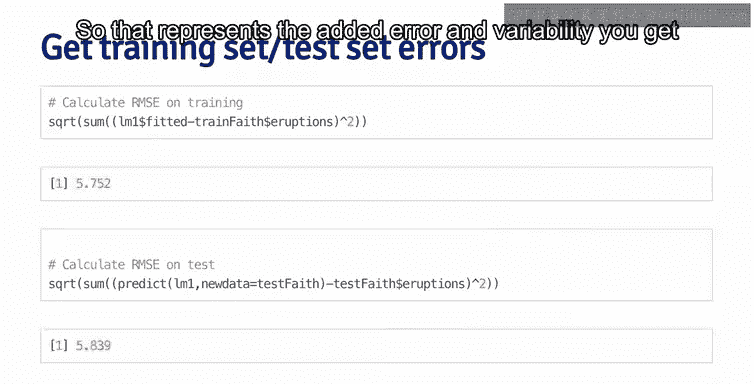 So that represents the added error and variability you get
Get training set/test set errors
# Calculate RMSE on training
sqrt(sum((lm1$fitted-trainFaith$eruptions)^2))
[1] 5.752
# Calculate RMSE on test
sqrt(sum((predict(lm1,newdata=testFaith)-testFaith$eruptions)^2))
[1] 5.839